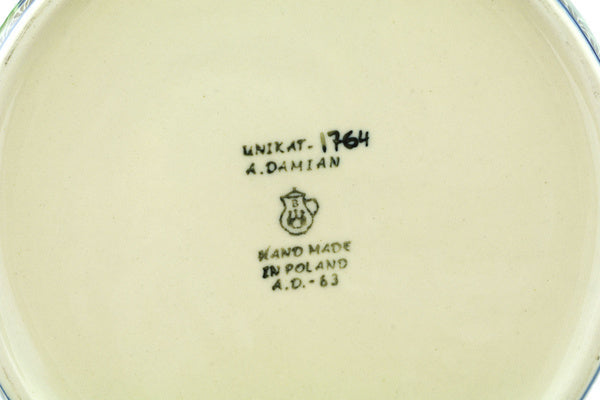 UNIKAT-1764
A.DAMIAN
B
HAND MADE
IN POLAND
A.D.-63